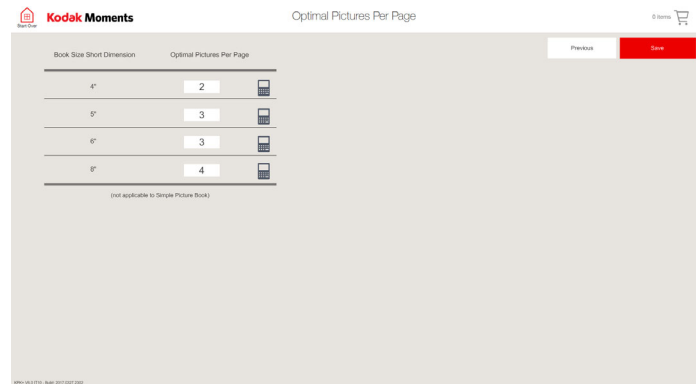 Start Over
Kodak Moments
Optimal Pictures Per Page
0 items
Previous
Save
Book Size Short Dimension Optimal Pictures Per Page
4" 2
5" 3
6" 3
8" 4
(not applicable to Simple Picture Book)